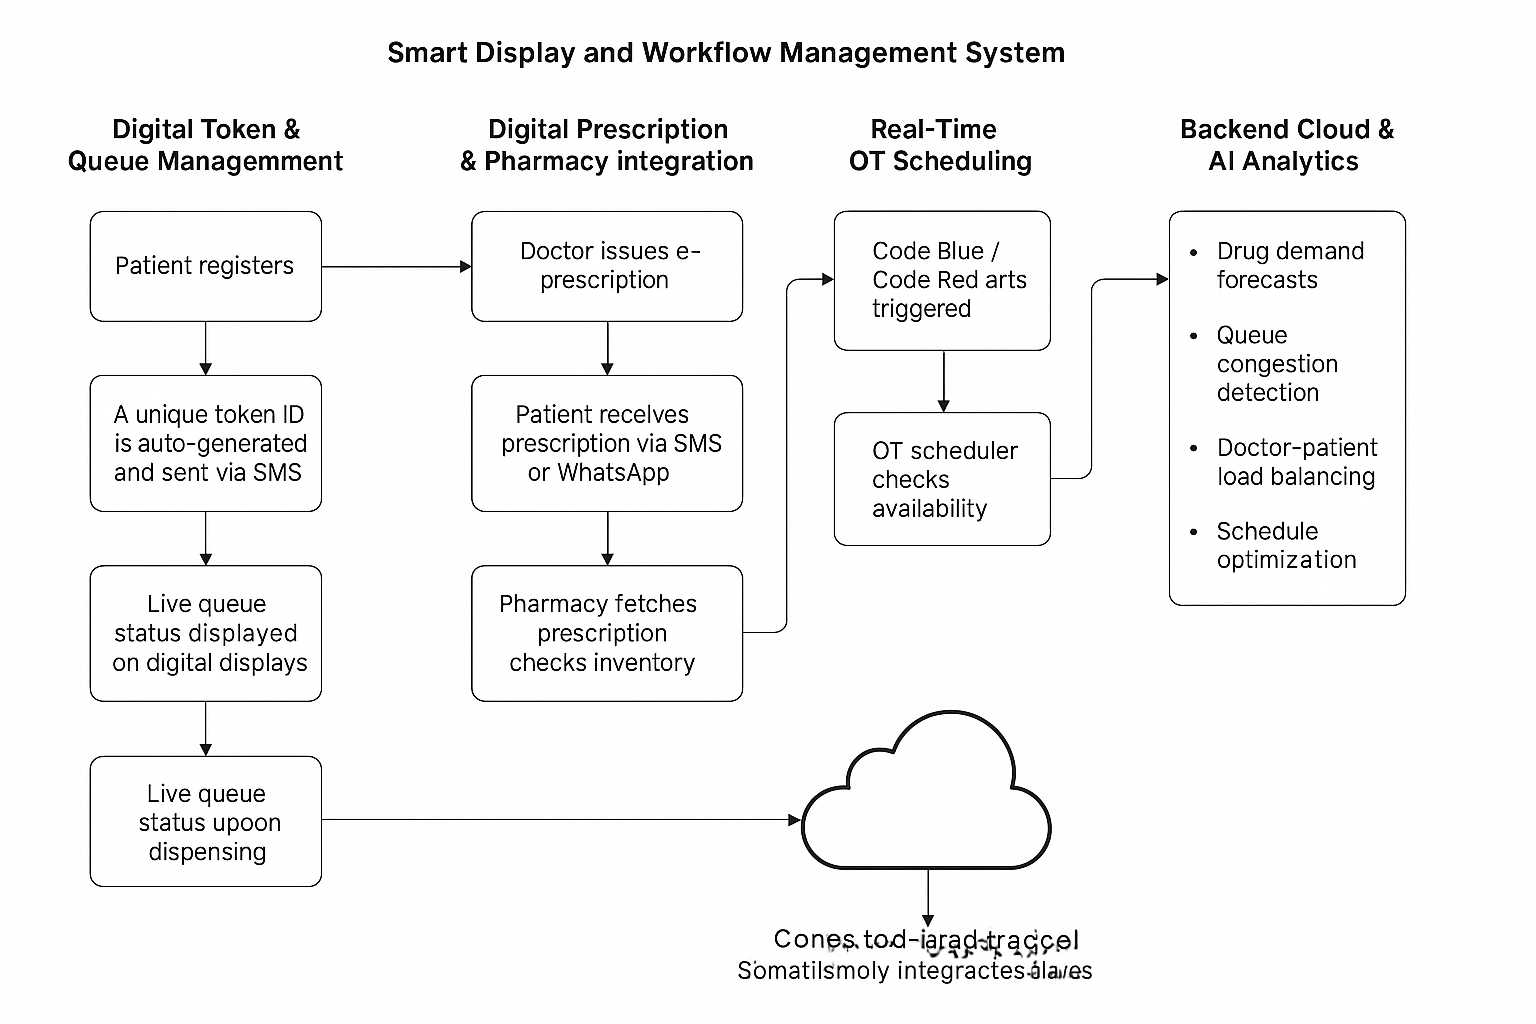 Smart Display and Workflow Management System
Digital Token &
Queue Managemment
Patient registers
A unique token ID
is auto-generated
and sent via SMS
Live queue
status displayed
on digital displays
Live queue
status upoon
dispensing
Digital Prescription
& Pharmacy integration
Doctor issues e-
prescription
Patient recelves
prescription via SMS
or WhatsApp
Pharmacy fetches
prescription
checks inventory
Real-Time
OT Scheduling
Code Blue /
Code Red arts
triggered
OT scheduler
checks
availability
Backend Cloud &
AI Analytics
• Drug demand
forecasts
• Queue
congestion
detection
• Doctor-patient
load balancing
• Schedule
optimization
Cones
Somatilsmoly integractes